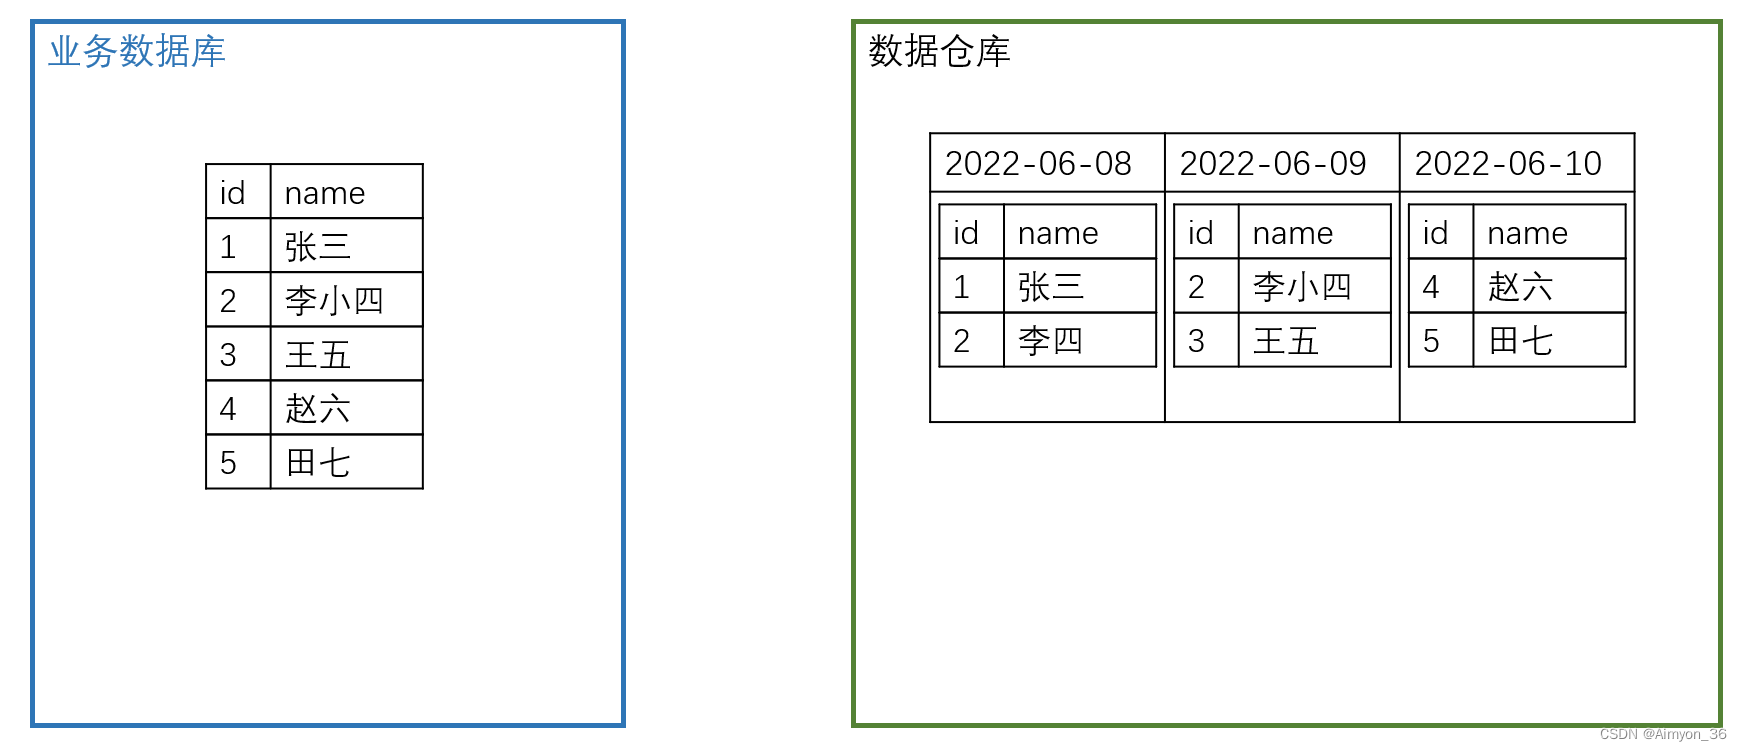 业务数据库
id name
1 张三
2 李小四
3 王五
4 赵六
5 田七
数据仓库
2022-06-08 2022-06-09 2022-06-10
id name id name id name
1 张三 2 李小四 4 赵六
2 李四 3 王五 5 田七
CSDN @Aimyon_36